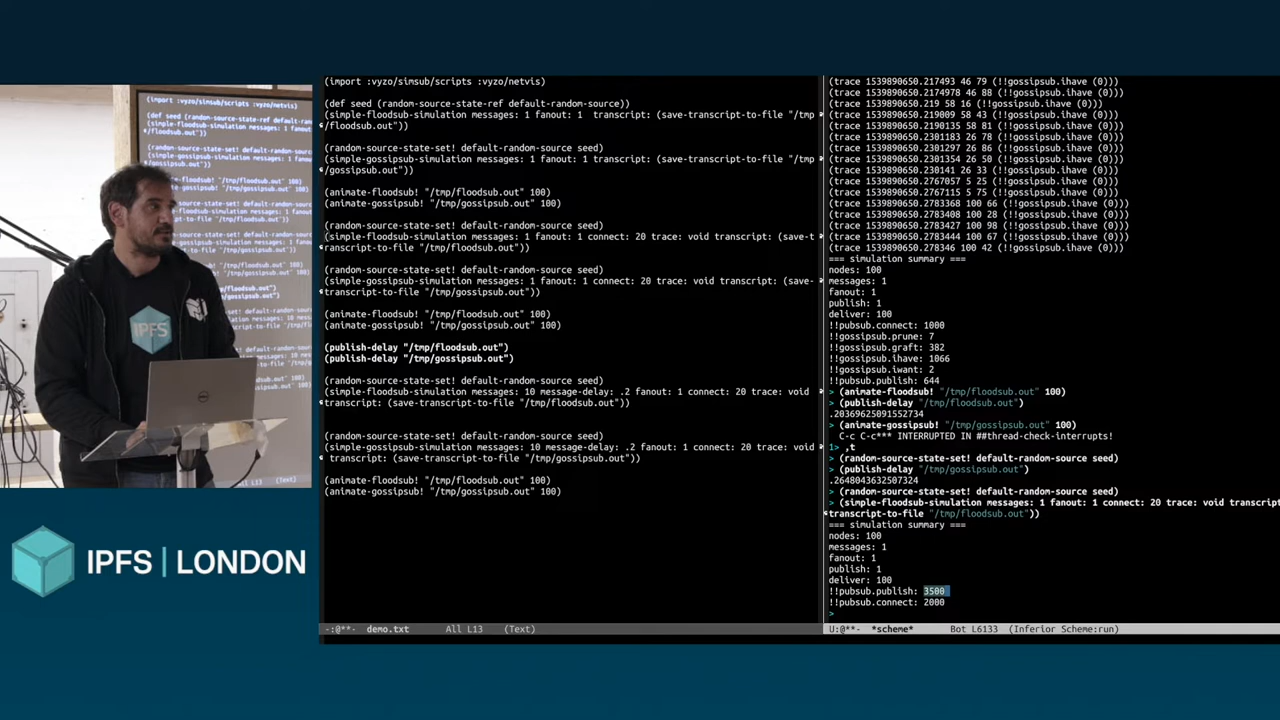 (import :vyzo/simsub/scripts :vyzo/netvis)
(def seed (random-source-state-ref default-random-source))
(simple-floodsub-simulation messages: 1 fanout: 1  transcript: (save-transcript-to-file "/tmp
/floodsub.out"))
(random-source-state-set! default-random-source seed)
(simple-gossipsub-simulation messages: 1 fanout: 1 transcript: (save-transcript-to-file "/tmp
/gossipsub.out"))
(animate-floodsub! "/tmp/floodsub.out" 100)
(animate-gossipsub! "/tmp/gossipsub.out" 100)
(random-source-state-set! default-random-source seed)
(simple-floodsub-simulation messages: 1 fanout: 1 connect: 20 trace: void transcript: (save-t
ranscript-to-file "/tmp/floodsub.out"))
(random-source-state-set! default-random-source seed)
(simple-gossipsub-simulation messages: 1 fanout: 1 connect: 20 trace: void transcript: (save-
transcript-to-file "/tmp/gossipsub.out"))
(animate-floodsub! "/tmp/floodsub.out" 100)
(animate-gossipsub! "/tmp/gossipsub.out" 100)
(publish-delay "/tmp/floodsub.out")
(publish-delay "/tmp/gossipsub.out")
(random-source-state-set! default-random-source seed)
(simple-floodsub-simulation messages: 10 message-delay: .2 fanout: 1 connect: 20 trace: void
transcript: (save-transcript-to-file "/tmp/floodsub.out"))
(random-source-state-set! default-random-source seed)
(simple-gossipsub-simulation messages: 10 message-delay: .2 fanout: 1 connect: 20 trace: void
transcript: (save-transcript-to-file "/tmp/gossipsub.out"))
(animate-floodsub! "/tmp/floodsub.out" 100)
(animate-gossipsub! "/tmp/gossipsub.out" 100)
-:@**-  demo.txt      All L13    (Text)
(trace 1539890650.217493 46 79 (!!gossipsub.ihave (0)))
(trace 1539890650.2174978 46 88 (!!gossipsub.ihave (0)))
(trace 1539890650.219 58 16 (!!gossipsub.ihave (0)))
(trace 1539890650.219009 58 43 (!!gossipsub.ihave (0)))
(trace 1539890650.2190135 58 81 (!!gossipsub.ihave (0)))
(trace 1539890650.2301183 26 78 (!!gossipsub.ihave (0)))
(trace 1539890650.2301297 26 86 (!!gossipsub.ihave (0)))
(trace 1539890650.2301354 26 50 (!!gossipsub.ihave (0)))
(trace 1539890650.230141 26 33 (!!gossipsub.ihave (0)))
(trace 1539890650.2767057 5 25 (!!gossipsub.ihave (0)))
(trace 1539890650.2767115 5 75 (!!gossipsub.ihave (0)))
(trace 1539890650.2783368 100 66 (!!gossipsub.ihave (0)))
(trace 1539890650.2783408 100 28 (!!gossipsub.ihave (0)))
(trace 1539890650.2783427 100 98 (!!gossipsub.ihave (0)))
(trace 1539890650.2783444 100 67 (!!gossipsub.ihave (0)))
(trace 1539890650.278346 100 42 (!!gossipsub.ihave (0)))
=== simulation summary ===
nodes: 100
messages: 1
fanout: 1
publish: 1
deliver: 100
!!pubsub.connect: 1000
!!gossipsub.prune: 7
!!gossipsub.graft: 382
!!gossipsub.ihave: 1066
!!gossipsub.iwant: 2
!!pubsub.publish: 644
> (animate-floodsub! "/tmp/floodsub.out" 100)
> (publish-delay "/tmp/floodsub.out")
.20369625091552734
> (animate-gossipsub! "/tmp/gossipsub.out" 100)
C-c C-c*** INTERRUPTED IN ##thread-check-interrupts!
1> ,t
> (random-source-state-set! default-random-source seed)
> (publish-delay "/tmp/gossipsub.out")
.2648043632507324
> (random-source-state-set! default-random-source seed)
> (simple-floodsub-simulation messages: 1 fanout: 1 connect: 20 trace: void transcript
transcript-to-file "/tmp/floodsub.out"))
=== simulation summary ===
nodes: 100
messages: 1
fanout: 1
publish: 1
deliver: 100
!!pubsub.publish: 3500
!!pubsub.connect: 2000
>
U:@**-  *scheme*      Bot L6133  (Inferior Scheme:run)
IPFS
IPFS | LONDON